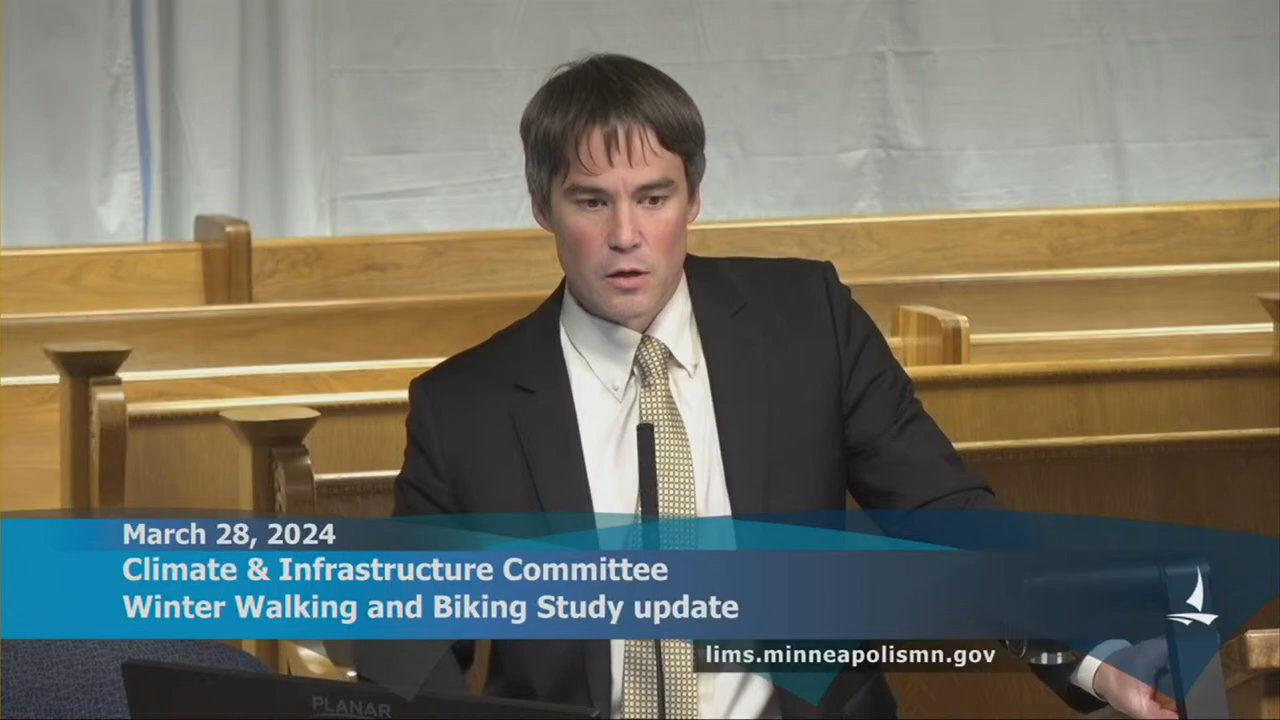 March 28, 2024
Climate & Infrastructure Committee
Winter Walking and Biking Study update
lims.minneapolismn.gov
PLANAR